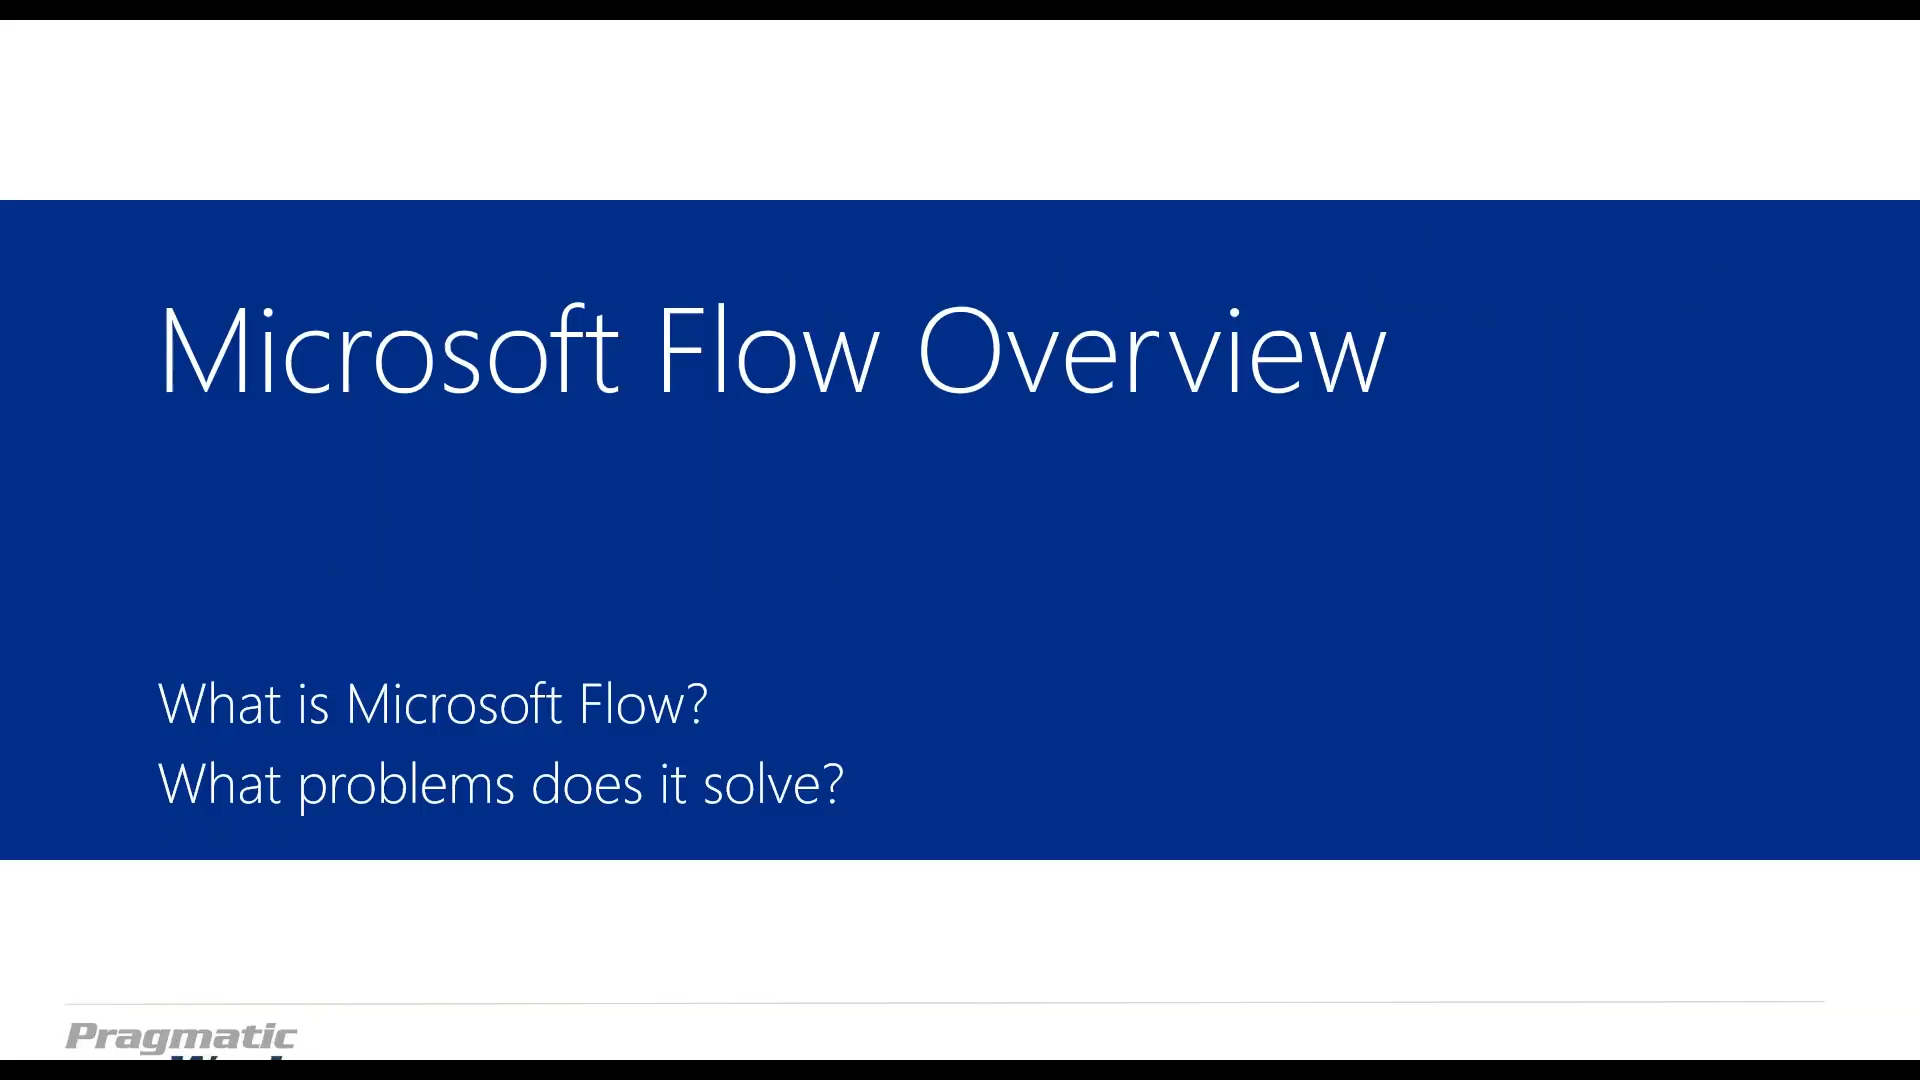 Microsoft Flow Overview
What is Microsoft Flow?
What problems does it solve?
Pragmatic